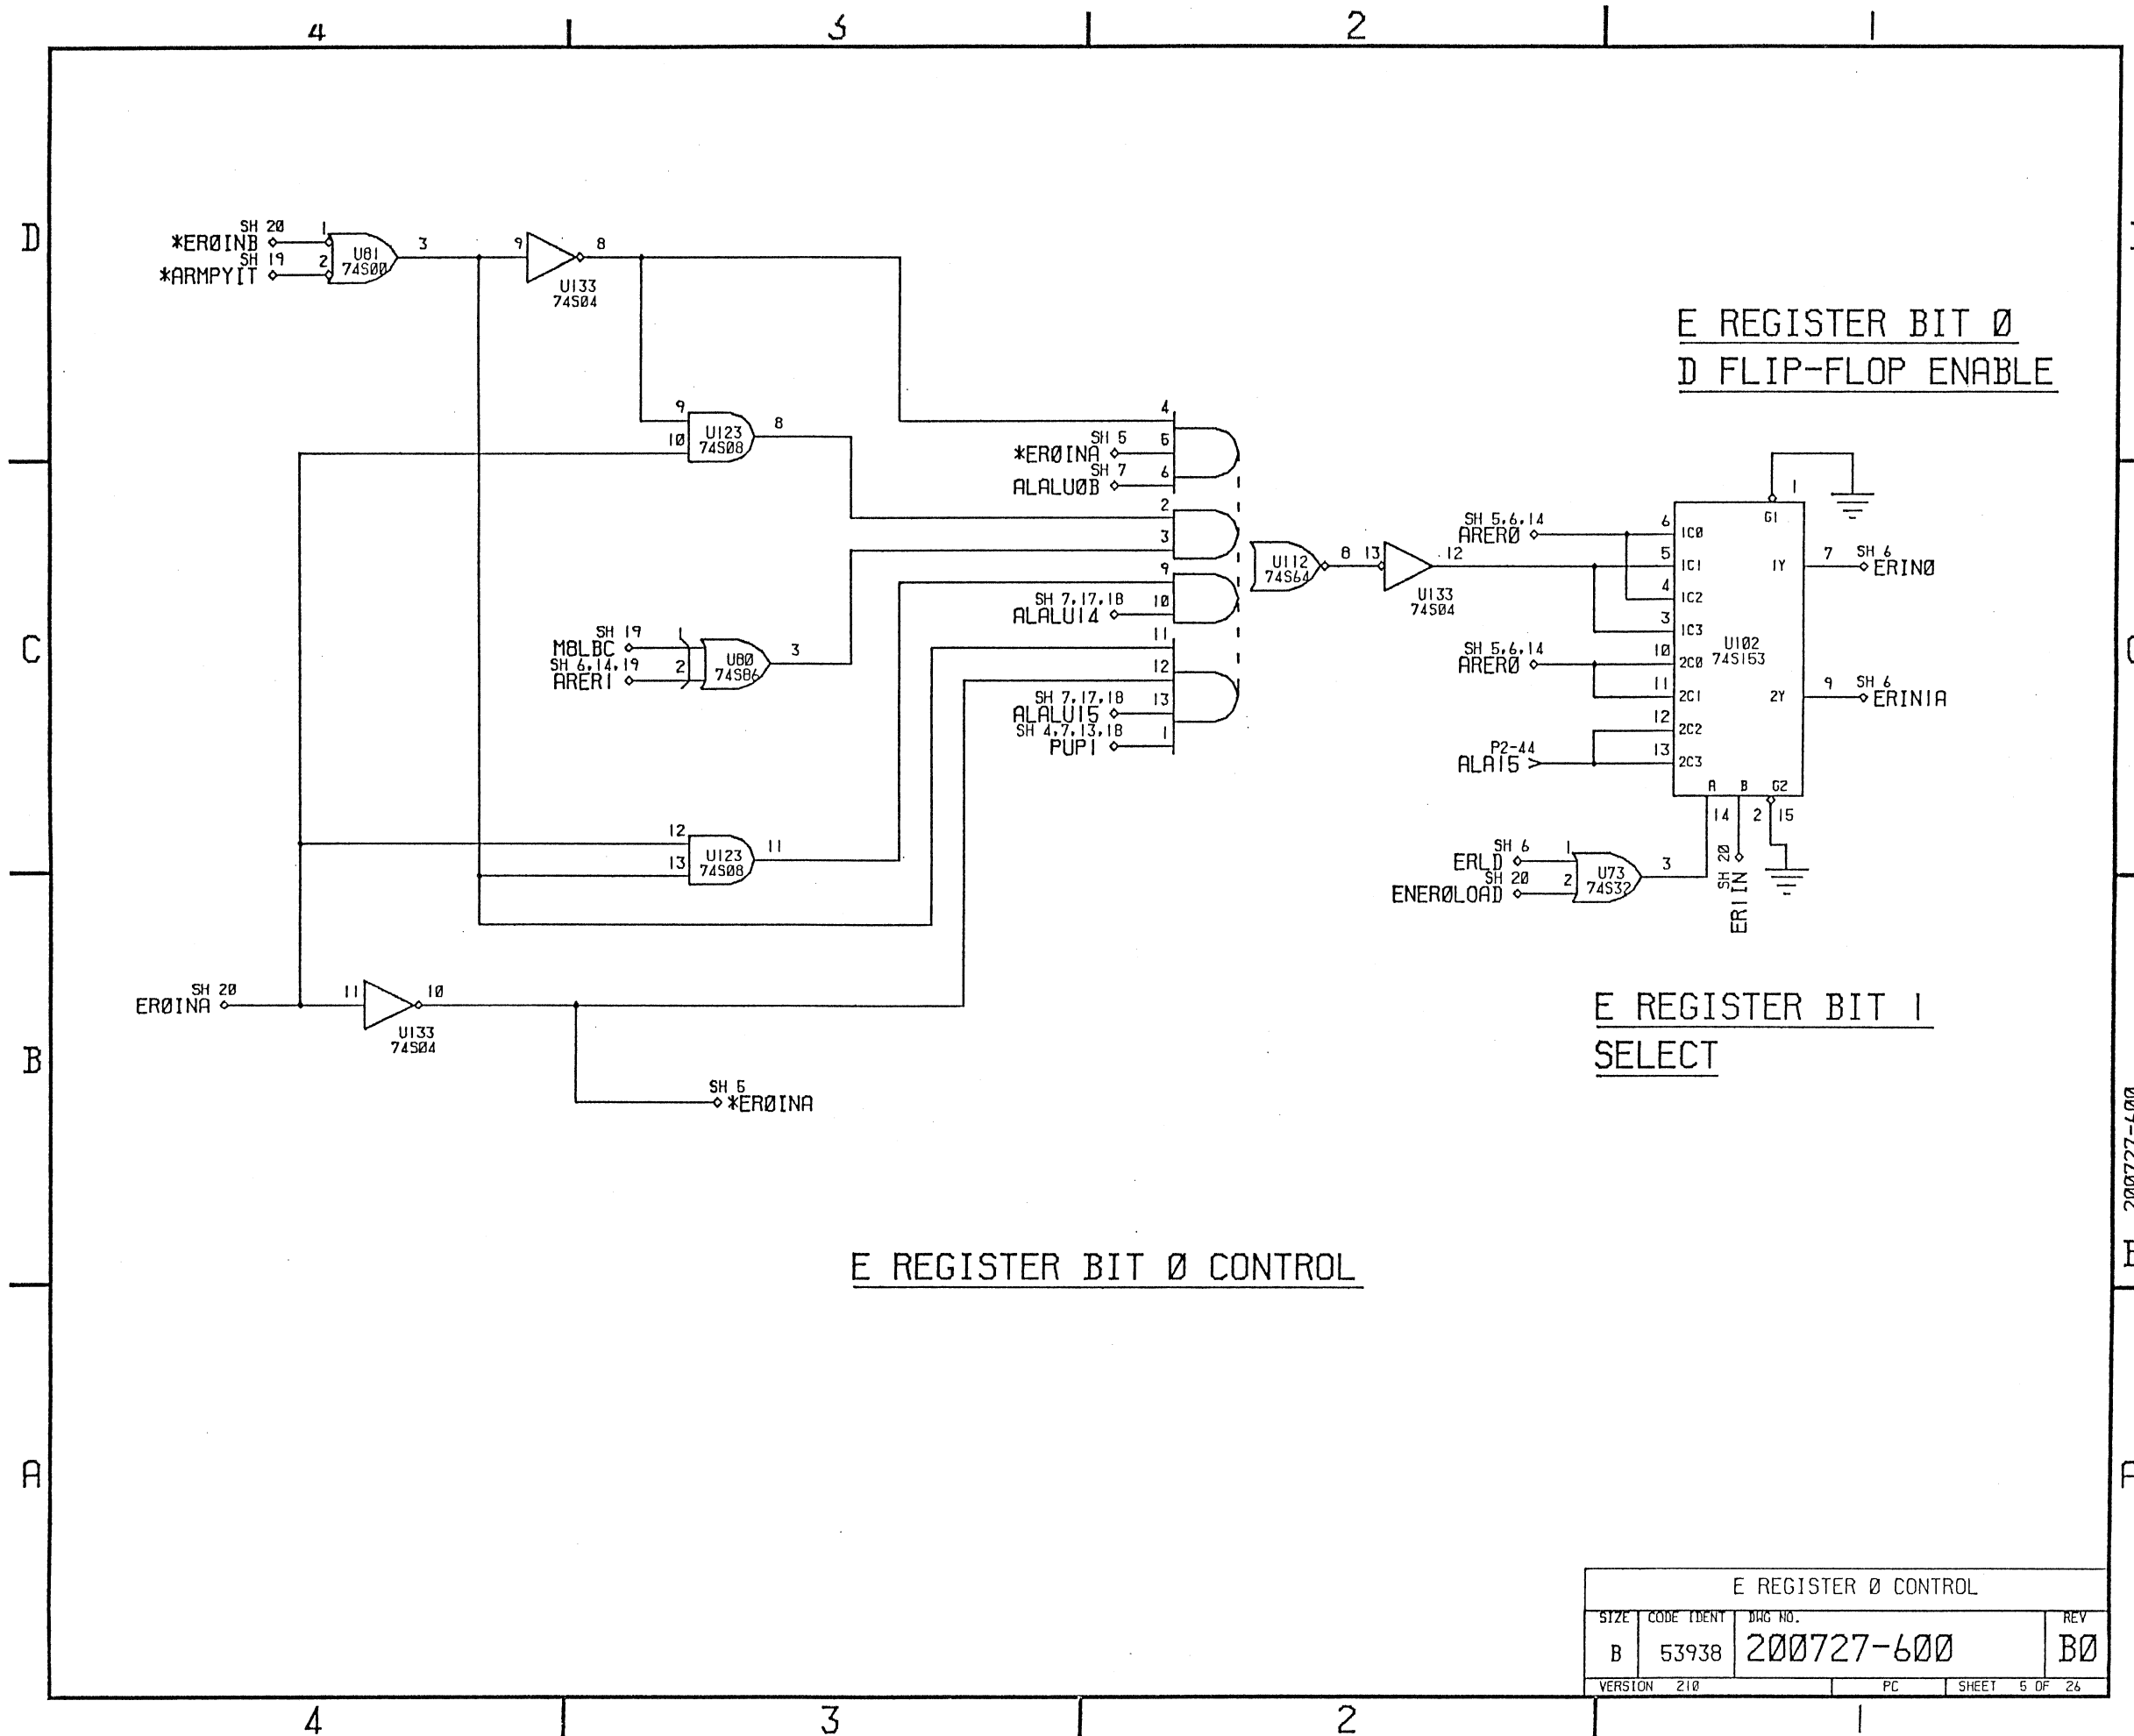 4 3 2 1
D
SH 20 1
*ERØINB
SH 19 2
*ARMPYIT
U81
74SØØ
3
9 8
U133
74SØ4
E REGISTER BIT Ø
D FLIP-FLOP ENABLE
9
10
U123
74SØ8
8
4
SH 5 5
*ERØINA
SH 7 6
ALALUØB
2
3
9
SH 7,17,18 10
ALALU14
11
12
SH 7,17,18 13
ALALU15
SH 4,7,13,18 1
PUP1
U112
74S64
8 13 12
U133
74SØ4
SH 5,6,14
ARERØ
6 1CØ
5 1C1
4 1C2
3 1C3
SH 5,6,14
ARERØ
10 2CØ
11 2C1
12 2C2
13 2C3
P2-44
ALA15
G1 1
U102
74S153
1Y 7 SH 6
ERINØ
2Y 9 SH 6
ERIN1A
A B G2
14 2 15
SH 20
ER1IN
C
SH 19 1
M8LBC
SH 6,14,19 2
ARER1
U8Ø
74S86
3
12
13
U123
74SØ8
11
SH 6 1
ERLD
SH 20 2
ENERØLOAD
U73
74S32
3
B
SH 20
ERØINA
11 10
U133
74SØ4
SH 5
*ERØINA
E REGISTER BIT 1
SELECT
E REGISTER BIT Ø CONTROL
200727-600
A
E REGISTER Ø CONTROL
SIZE CODE IDENT DWG NO. REV
B 53938 200727-6ØØ BØ
VERSION 210 PC SHEET 5 OF 26
4 3 2 1